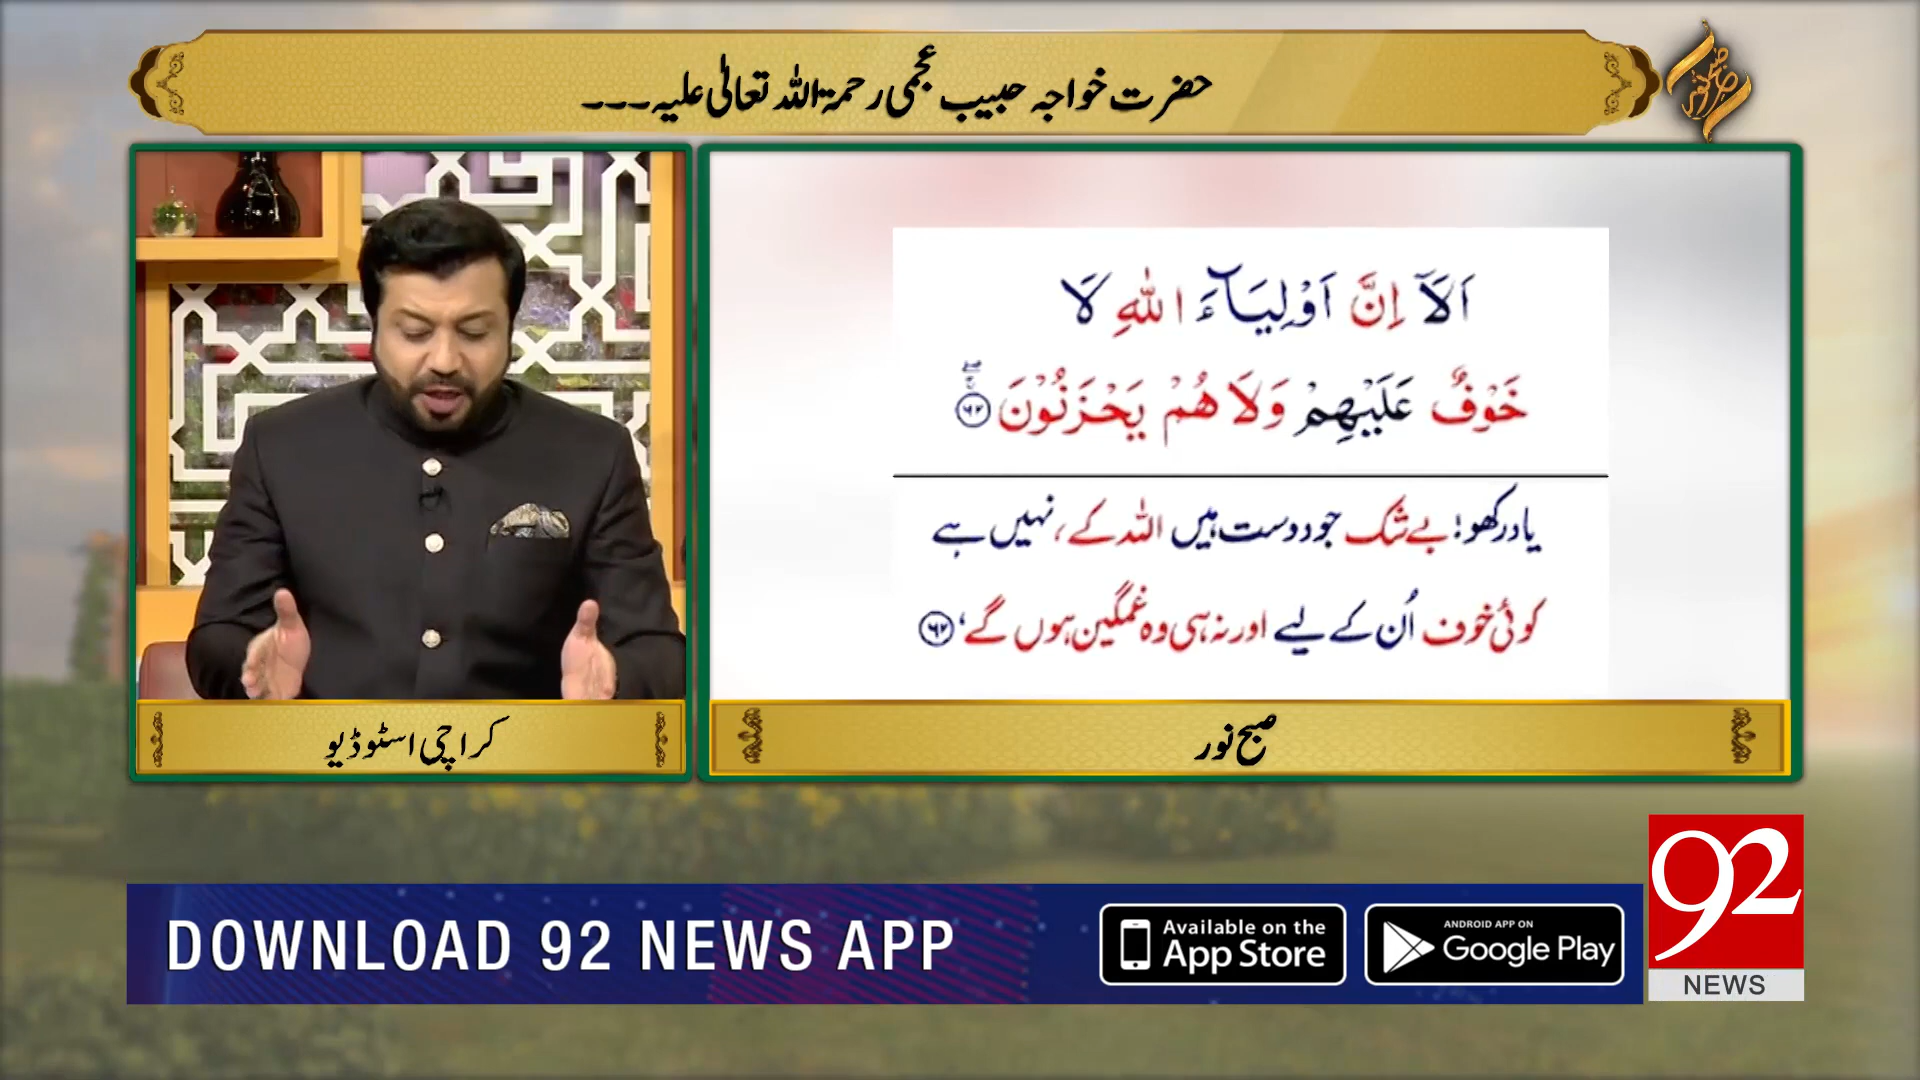 حضرت خواجہ حبیب عجمی رحمۃ اللہ تعالیٰ علیہ۔۔۔
اَلَاۤ اِنَّ اَوْلِيَآءَ اللّٰهِ لَا
خَوْفٌ عَلَيْهِمْ وَلَا هُمْ يَحْزَنُوْنَ ۖۚ ۶۲
یاد رکھو! بے شک جو دوست ہیں اللہ کے، نہیں ہے
کوئی خوف اُن کے لیے اور نہ ہی وہ غمگین ہوں گے، ۶۲
کراچی اسٹوڈیو
صبح نور
DOWNLOAD 92 NEWS APP
Available on the
App Store
ANDROID APP ON
Google Play
92
NEWS